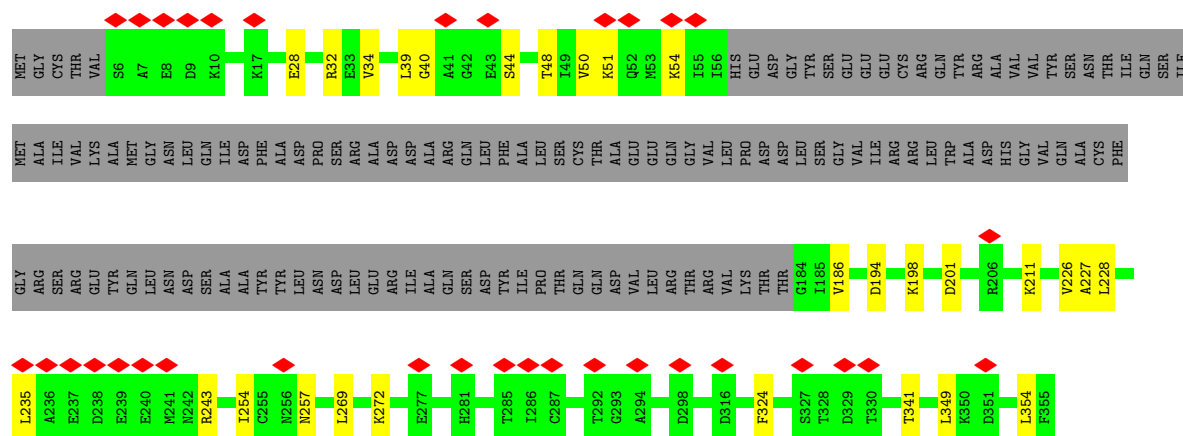 MET GLY CYS THR VAL S6 A7 E8 D9 K10 K17 E28 R32 E33 V34 L39 G40 A41 G42 E43 S44 T48 I49 V50 K51 Q52 M53 K54 I55 I56 HIS GLU ASP GLY TYR SER GLU GLU GLU CYS ARG GLN TYR ARG ALA VAL VAL TYR SER ASN THR ILE GLN SER ILE
MET ALA ILE VAL LYS ALA MET GLY ASN LEU GLN ILE ASP PHE ALA ASP PRO SER ARG ALA ASP ASP ALA ARG GLN LEU PHE ALA LEU SER CYS THR ALA GLU GLU GLN GLY VAL LEU PRO ASP ASP LEU SER GLY VAL ILE ARG ARG LEU TRP ALA ASP HIS GLY VAL GLN ALA CYS PHE
GLY ARG SER ARG GLU TYR GLN LEU ASN ASP SER ALA ALA TYR TYR LEU ASN ASP LEU GLU ARG ILE ALA GLN SER ASP TYR ILE PRO THR GLN GLN ASP VAL LEU ARG THR ARG VAL LYS THR THR G184 I185 V186 D194 K198 D201 R206 K211 V226 A227 L228
L235 A236 E237 D238 E239 E240 M241 N242 R243 I254 C255 N256 N257 L269 K272 E277 H281 T285 I286 C287 T292 G293 A294 D298 D316 F324 S327 T328 D329 T330 T341 L349 K350 D351 L354 F355